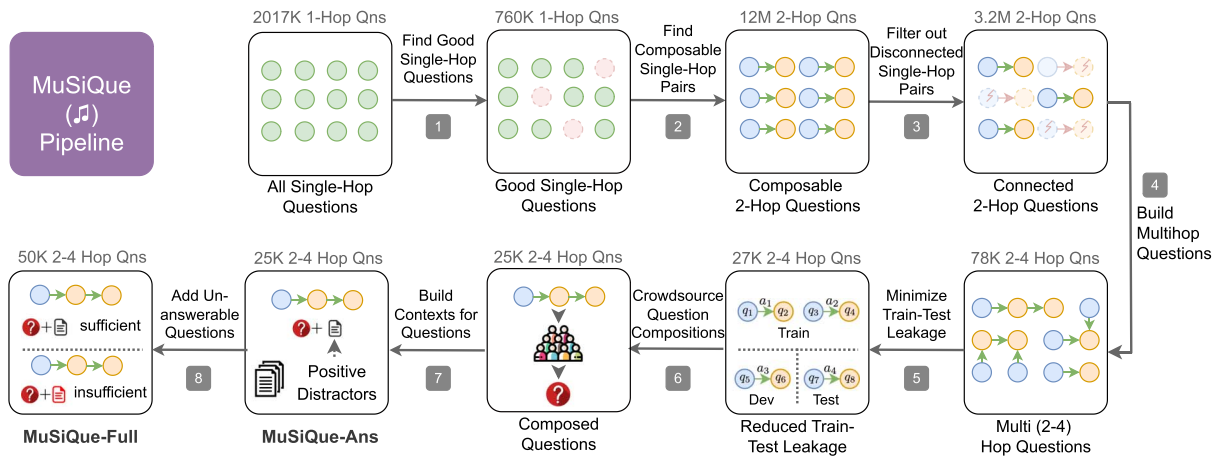 MuSiQue
(♫)
Pipeline
2017K 1-Hop Qns
All Single-Hop
Questions
Find Good
Single-Hop
Questions
1
760K 1-Hop Qns
Good Single-Hop
Questions
Find
Composable
Single-Hop
Pairs
2
12M 2-Hop Qns
Composable
2-Hop Questions
Filter out
Disconnected
Single-Hop
Pairs
3
3.2M 2-Hop Qns
Connected
2-Hop Questions
4
Build
Multihop
Questions
78K 2-4 Hop Qns
Multi (2-4)
Hop Questions
Minimize
Train-Test
Leakage
5
27K 2-4 Hop Qns
a1 a2
q1 q2 q3 q4
Train
a3 a4
q5 q6 q7 q8
Dev Test
Reduced Train-
Test Leakage
Crowdsource
Question
Compositions
6
25K 2-4 Hop Qns
?
Composed
Questions
Build
Contexts for
Questions
7
25K 2-4 Hop Qns
? +
Positive
Distractors
MuSiQue-Ans
Add Un-
answerable
Questions
8
50K 2-4 Hop Qns
? + sufficient
? + insufficient
MuSiQue-Full